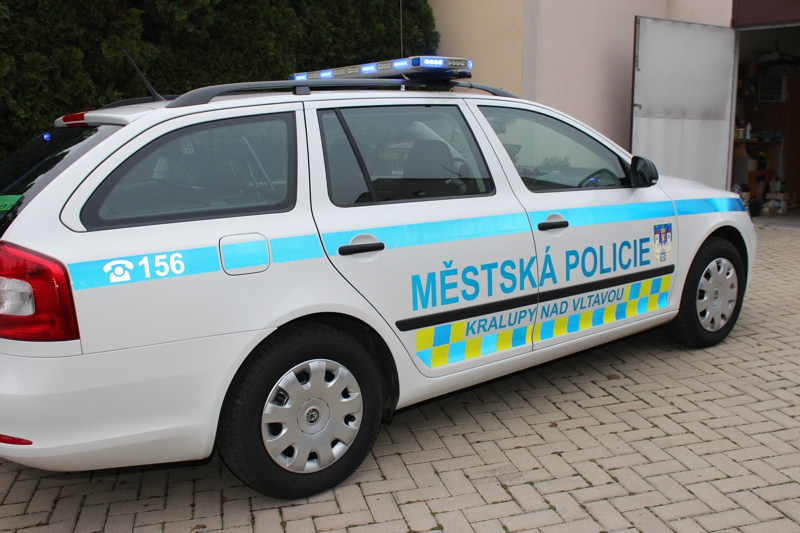 156
MĚSTSKÁ POLICIE
KRALUPY NAD VLTAVOU